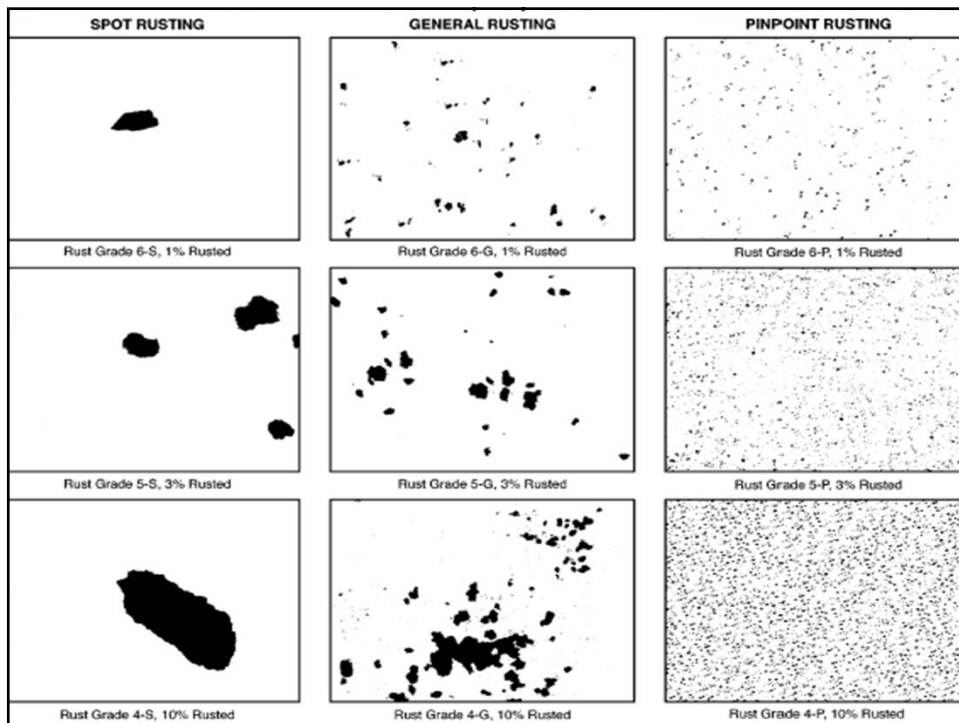 SPOT RUSTING
GENERAL RUSTING
PINPOINT RUSTING
Rust Grade 6-S, 1% Rusted
Rust Grade 6-G, 1% Rusted
Rust Grade 6-P, 1% Rusted
Rust Grade 5-S, 3% Rusted
Rust Grade 5-G, 3% Rusted
Rust Grade 5-P, 3% Rusted
Rust Grade 4-S, 10% Rusted
Rust Grade 4-G, 10% Rusted
Rust Grade 4-P, 10% Rusted